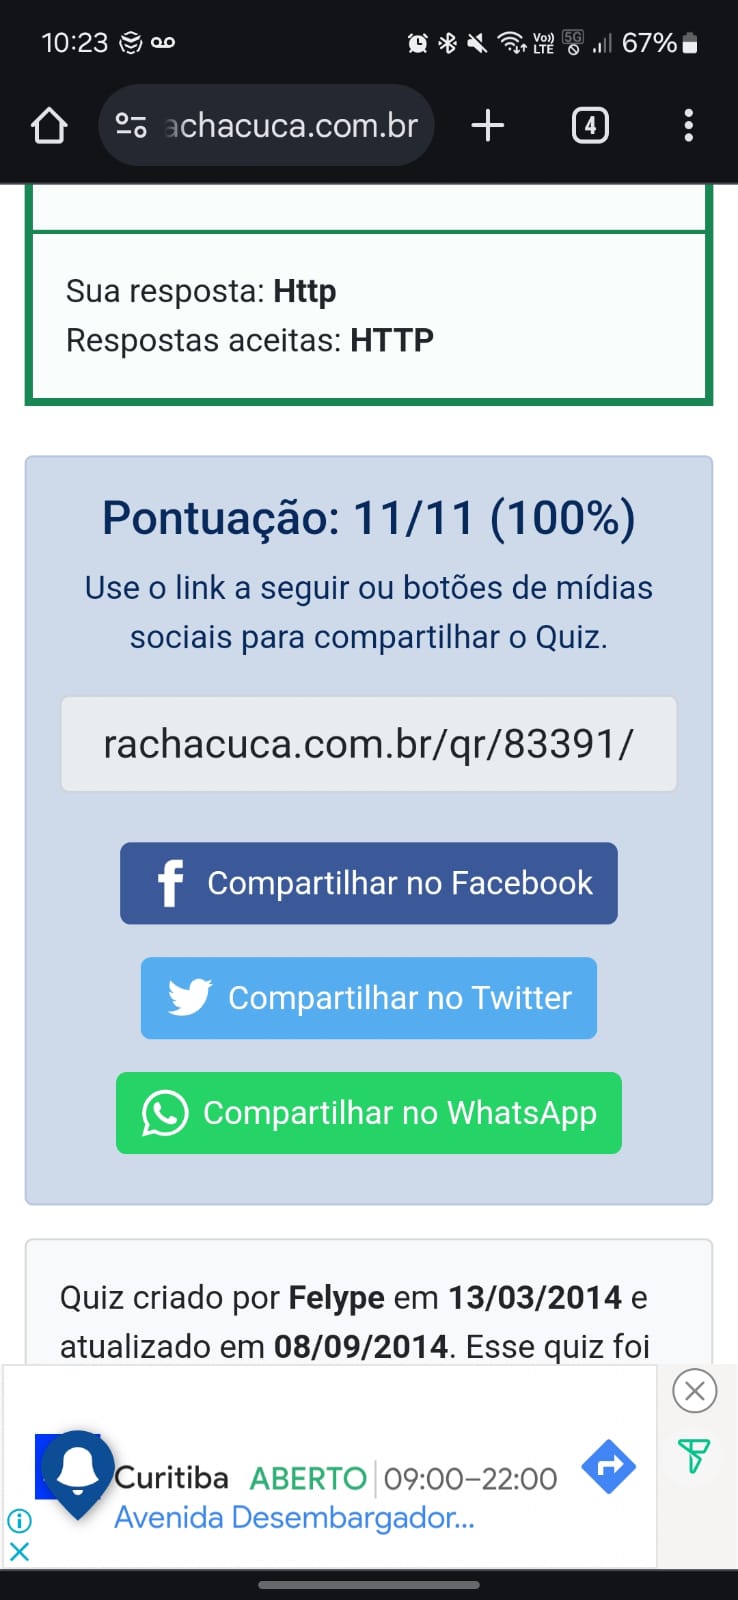 10:23
Vo)) LTE 5G 67%
achacuca.com.br
4
Sua resposta: Http
Respostas aceitas: HTTP
Pontuação: 11/11 (100%)
Use o link a seguir ou botões de mídias
sociais para compartilhar o Quiz.
rachacuca.com.br/qr/83391/
Compartilhar no Facebook
Compartilhar no Twitter
Compartilhar no WhatsApp
Quiz criado por Felype em 13/03/2014 e
atualizado em 08/09/2014. Esse quiz foi
Curitiba ABERTO 09:00–22:00
Avenida Desembargador...